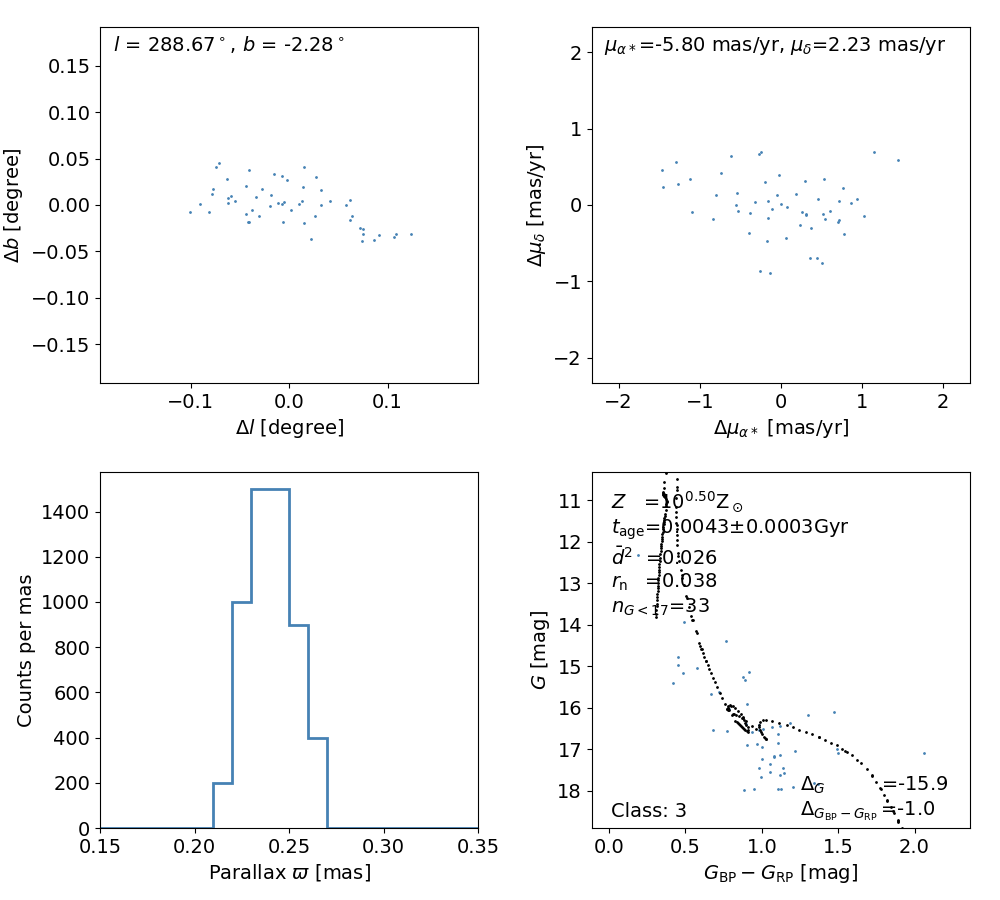 l = 288.67°, b = -2.28°
0.15
0.10
0.05
0.00
−0.05
−0.10
−0.15
Δb [degree]
−0.1
0.0
0.1
Δl [degree]
μα*=-5.80 mas/yr, μδ=2.23 mas/yr
2
1
0
−1
−2
Δμδ [mas/yr]
−2
−1
0
1
2
Δμα* [mas/yr]
1400
1200
1000
800
600
400
200
0
Counts per mas
0.15
0.20
0.25
0.30
0.35
Parallax ϖ [mas]
Z =10^0.50 Z⊙
t_age=0.0043±0.0003Gyr
d̄² =0.026
r_n =0.038
n_G<17=33
11
12
13
14
15
16
17
18
G [mag]
Δ_G =-15.9
Class: 3
Δ_G_BP−G_RP =-1.0
0.0
0.5
1.0
1.5
2.0
G_BP − G_RP [mag]